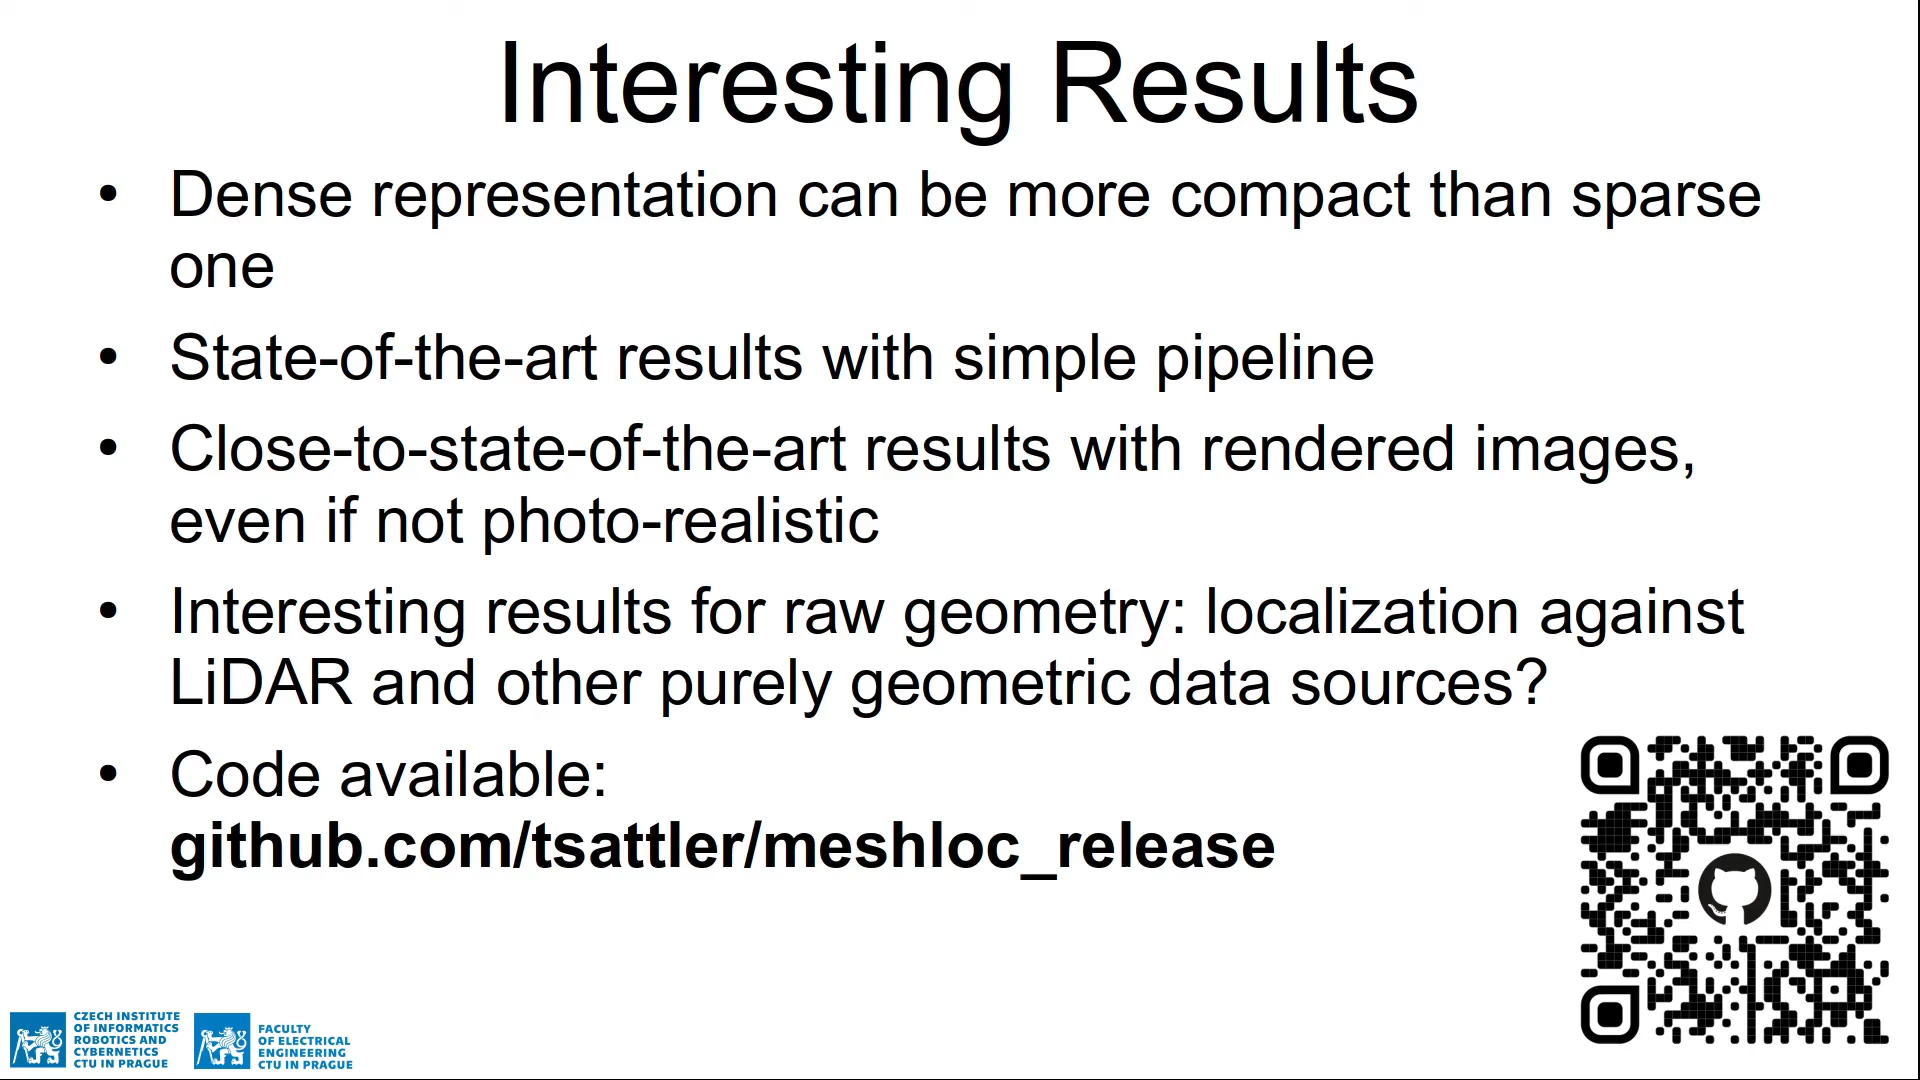 Interesting Results
• Dense representation can be more compact than sparse
one
• State-of-the-art results with simple pipeline
• Close-to-state-of-the-art results with rendered images,
even if not photo-realistic
• Interesting results for raw geometry: localization against
LiDAR and other purely geometric data sources?
• Code available:
github.com/tsattler/meshloc_release
CZECH INSTITUTE
OF INFORMATICS
ROBOTICS AND
CYBERNETICS
CTU IN PRAGUE
FACULTY
OF ELECTRICAL
ENGINEERING
CTU IN PRAGUE